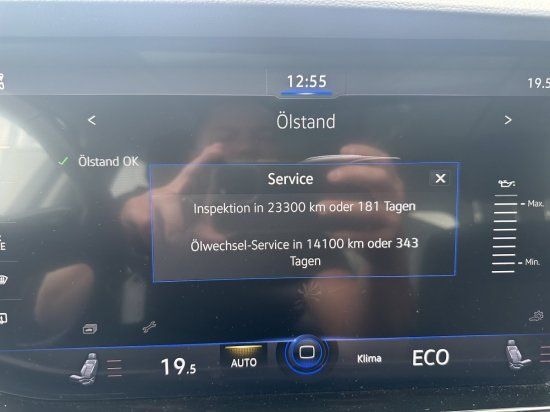 12:55
19.5
<
Ölstand
>
✓ Ölstand OK
Service
×
Inspektion in 23300 km oder 181 Tagen
Ölwechsel-Service in 14100 km oder 343
Tagen
Max.
Min.
19.5
AUTO
Klima
ECO